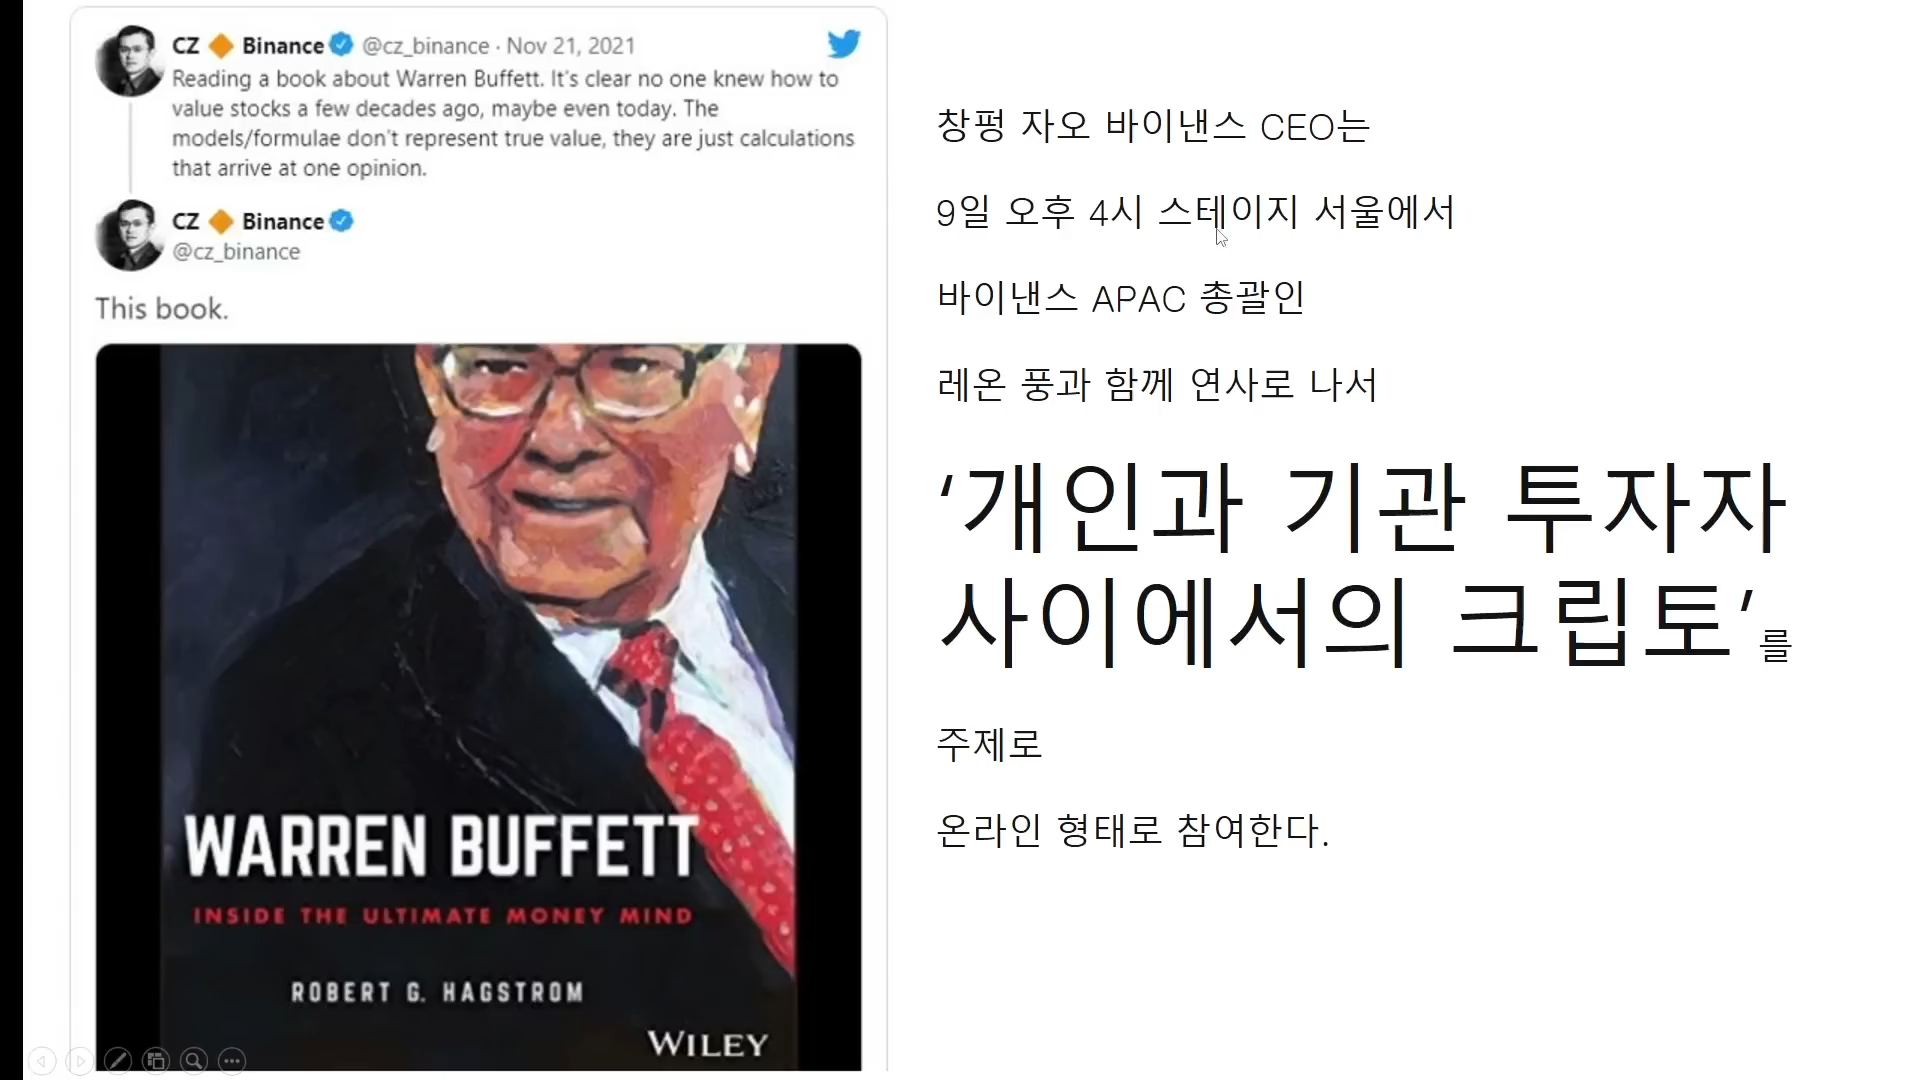 CZ 🔶 Binance @cz_binance · Nov 21, 2021
Reading a book about Warren Buffett. It's clear no one knew how to
value stocks a few decades ago, maybe even today. The
models/formulae don't represent true value, they are just calculations
that arrive at one opinion.
CZ 🔶 Binance
@cz_binance
This book.
WARREN BUFFETT
INSIDE THE ULTIMATE MONEY MIND
ROBERT G. HAGSTROM
WILEY
창펑 자오 바이낸스 CEO는
9일 오후 4시 스테이지 서울에서
바이낸스 APAC 총괄인
레온 풍과 함께 연사로 나서
‘개인과 기관 투자자
사이에서의 크립토’를
주제로
온라인 형태로 참여한다.